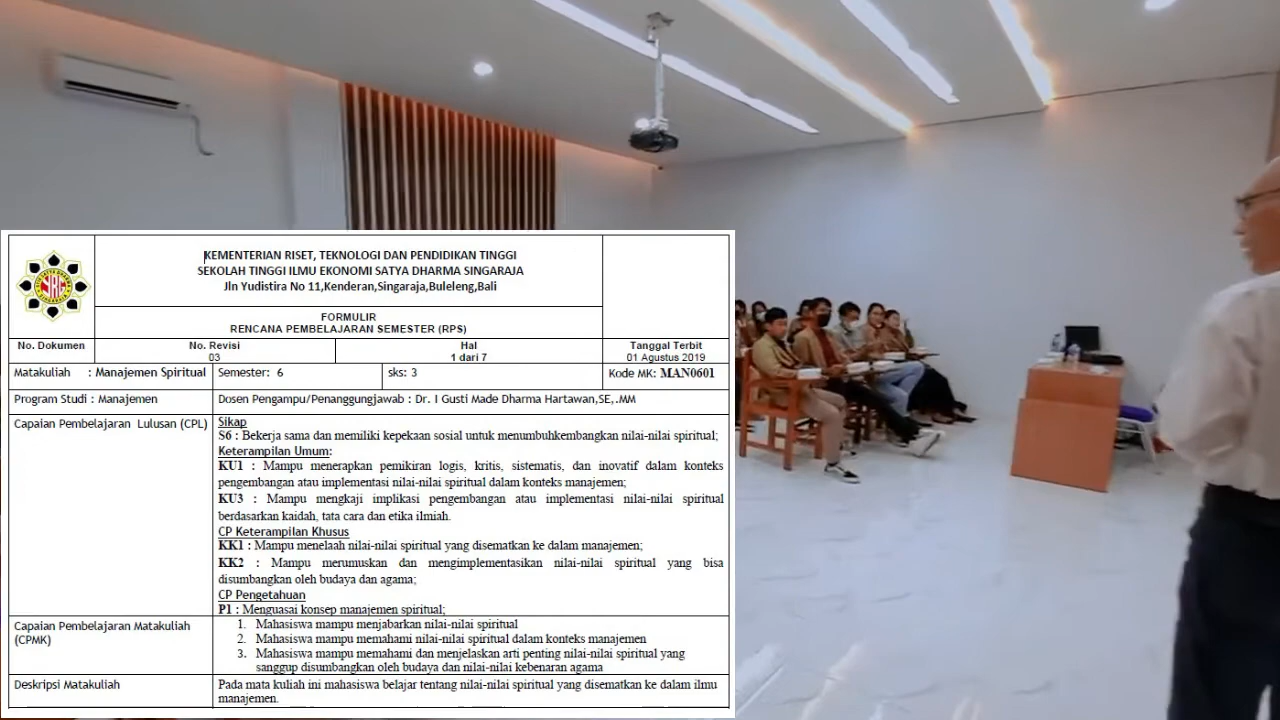 KEMENTERIAN RISET, TEKNOLOGI DAN PENDIDIKAN TINGGI
SEKOLAH TINGGI ILMU EKONOMI SATYA DHARMA SINGARAJA
Jln Yudistira No 11,Kenderan,Singaraja,Buleleng,Bali
FORMULIR
RENCANA PEMBELAJARAN SEMESTER (RPS)
No. Dokumen
No. Revisi
03
Hal
1 dari 7
Tanggal Terbit
01 Agustus 2019
Matakuliah : Manajemen Spiritual
Semester: 6
sks: 3
Kode MK: MAN0601
Program Studi : Manajemen
Dosen Pengampu/Penanggungjawab : Dr. I Gusti Made Dharma Hartawan,SE,.MM
Capaian Pembelajaran Lulusan (CPL)
Sikap
S6 : Bekerja sama dan memiliki kepekaan sosial untuk menumbuhkembangkan nilai-nilai spiritual;
Keterampilan Umum:
KU1 : Mampu menerapkan pemikiran logis, kritis, sistematis, dan inovatif dalam konteks
pengembangan atau implementasi nilai-nilai spiritual dalam konteks manajemen;
KU3 : Mampu mengkaji implikasi pengembangan atau implementasi nilai-nilai spiritual
berdasarkan kaidah, tata cara dan etika ilmiah.
CP Keterampilan Khusus
KK1 : Mampu menelaah nilai-nilai spiritual yang disematkan ke dalam manajemen;
KK2 : Mampu merumuskan dan mengimplementasikan nilai-nilai spiritual yang bisa
disumbangkan oleh budaya dan agama;
CP Pengetahuan
P1 : Menguasai konsep manajemen spiritual;
Capaian Pembelajaran Matakuliah
(CPMK)
1. Mahasiswa mampu menjabarkan nilai-nilai spiritual
2. Mahasiswa mampu memahami nilai-nilai spiritual dalam konteks manajemen
3. Mahasiswa mampu memahami dan menjelaskan arti penting nilai-nilai spiritual yang
sanggup disumbangkan oleh budaya dan nilai-nilai kebenaran agama
Deskripsi Matakuliah
Pada mata kuliah ini mahasiswa belajar tentang nilai-nilai spiritual yang disematkan ke dalam ilmu
manajemen.